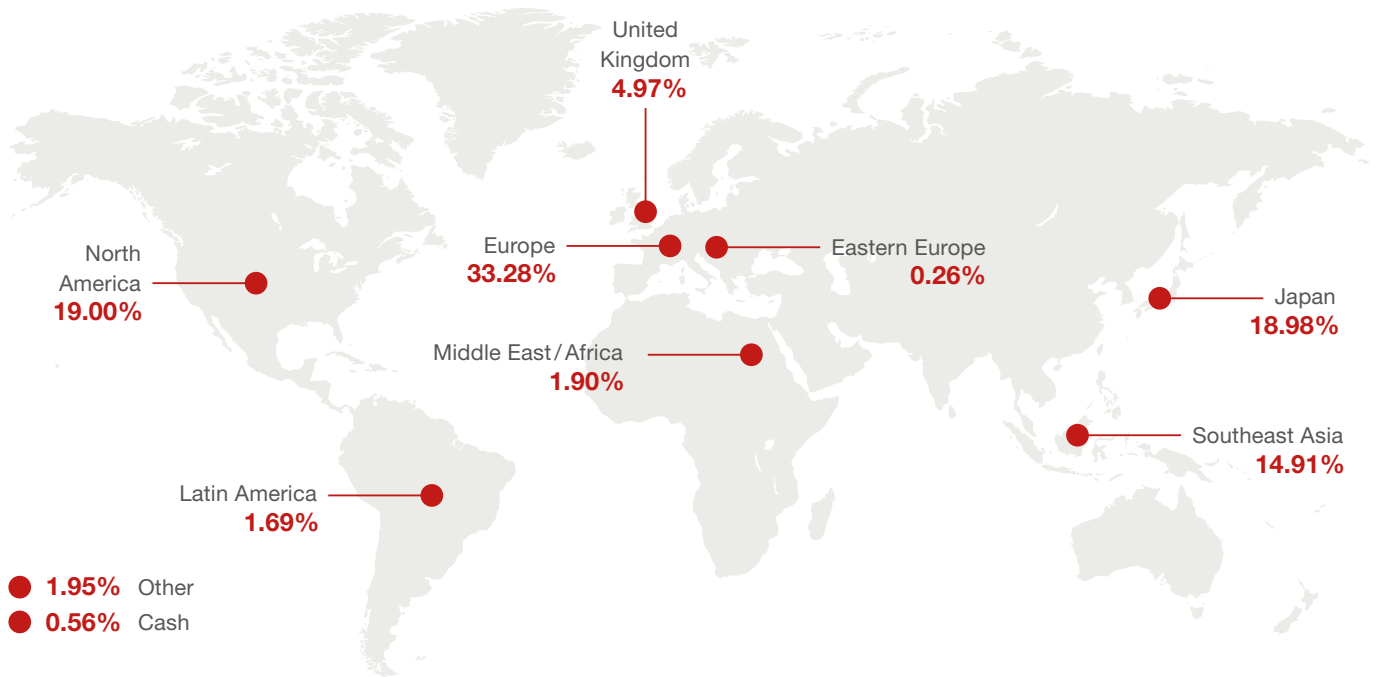 United
Kingdom
4.97%
North
America
19.00%
Europe
33.28%
Eastern Europe
0.26%
Japan
18.98%
Middle East/Africa
1.90%
Southeast Asia
14.91%
Latin America
1.69%
1.95% Other
0.56% Cash